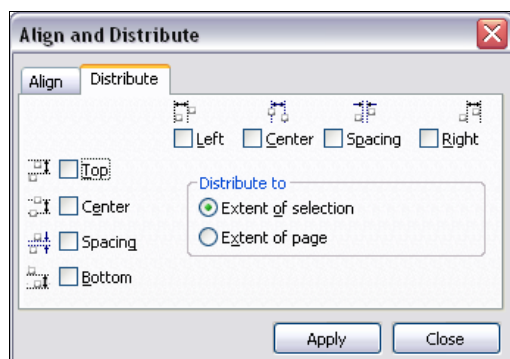 Align and Distribute
Align Distribute
Left Center Spacing Right
Top
Distribute to
Center
Extent of selection
Spacing
Extent of page
Bottom
Apply Close